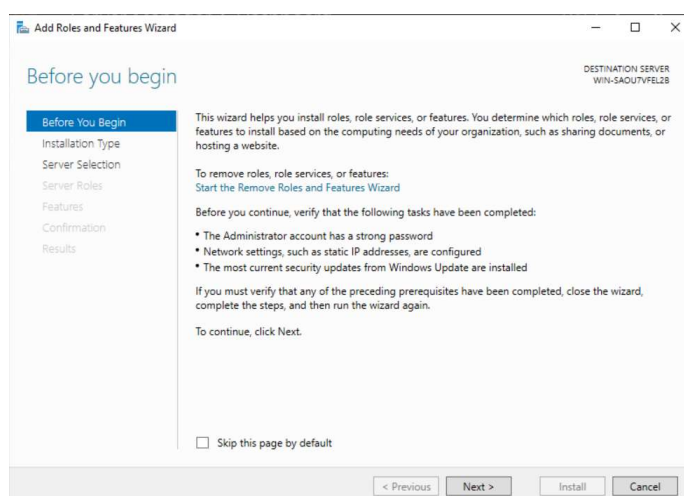 Add Roles and Features Wizard
Before you begin
DESTINATION SERVER
WIN-SAOU7VFEL2B
Before You Begin
Installation Type
Server Selection
Server Roles
Features
Confirmation
Results
This wizard helps you install roles, role services, or features. You determine which roles, role services, or
features to install based on the computing needs of your organization, such as sharing documents, or
hosting a website.
To remove roles, role services, or features:
Start the Remove Roles and Features Wizard
Before you continue, verify that the following tasks have been completed:
• The Administrator account has a strong password
• Network settings, such as static IP addresses, are configured
• The most current security updates from Windows Update are installed
If you must verify that any of the preceding prerequisites have been completed, close the wizard,
complete the steps, and then run the wizard again.
To continue, click Next.
Skip this page by default
< Previous
Next >
Install
Cancel